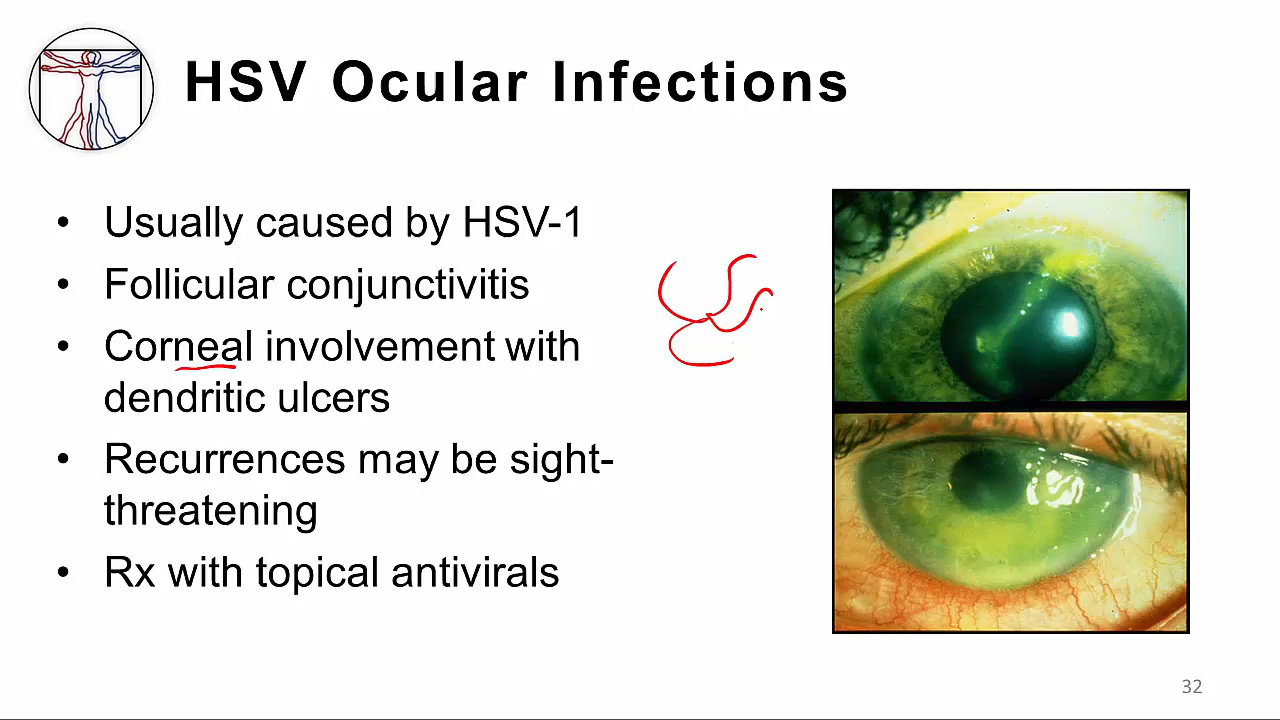 HSV Ocular Infections
• Usually caused by HSV-1
• Follicular conjunctivitis
• Corneal involvement with
dendritic ulcers
• Recurrences may be sight-
threatening
• Rx with topical antivirals
32